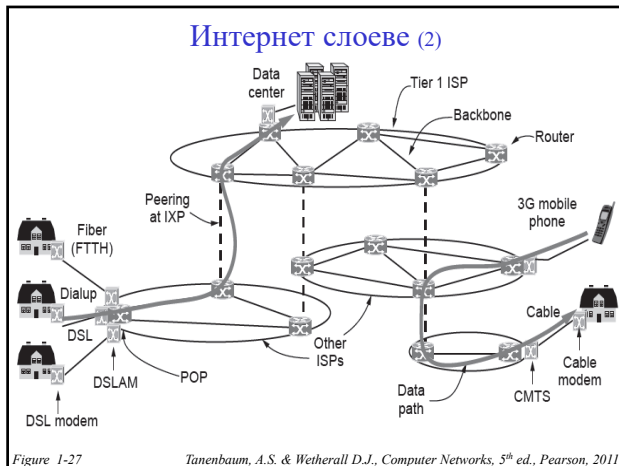 Интернет слоеве (2)
Data
center
Tier 1 ISP
Backbone
Router
Peering
at IXP
3G mobile
phone
Fiber
(FTTH)
Dialup
DSL
Cable
Other
ISPs
DSLAM
POP
Data
path
CMTS
Cable
modem
DSL modem
Figure 1-27
Tanenbaum, A.S. & Wetherall D.J., Computer Networks, 5th ed., Pearson, 2011